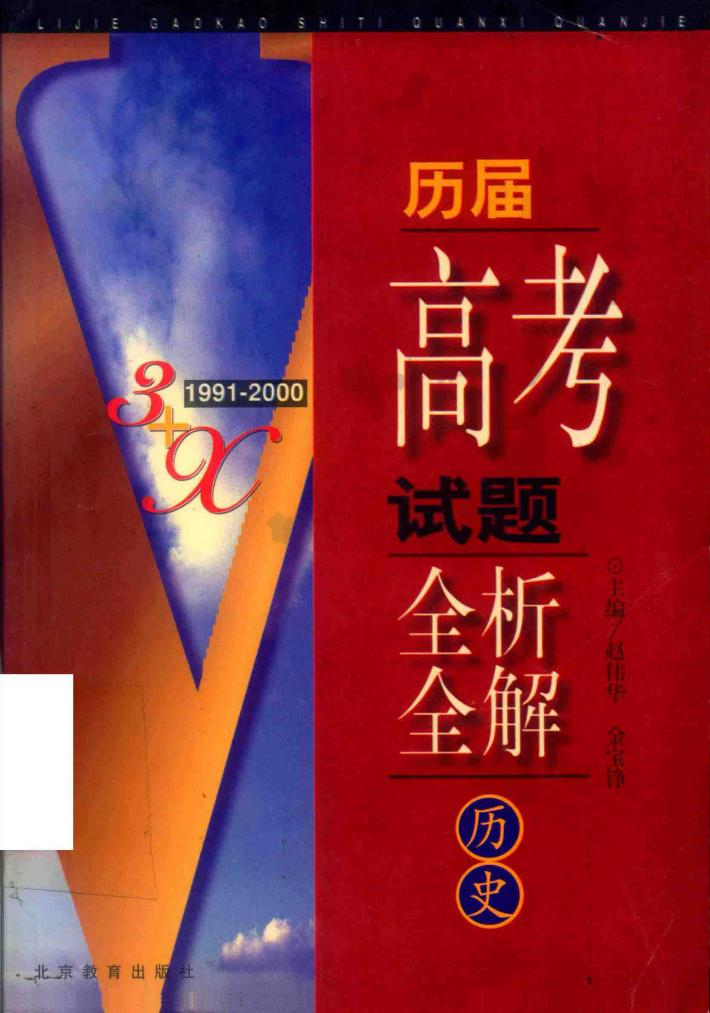 LIJIE GAOKAO SHITI QUANXI QUANJIE
历届
高考
试题
全析
全解
历史
3+X
1991-2000
⊙主编/赵伟华 金宝铮
北京教育出版社